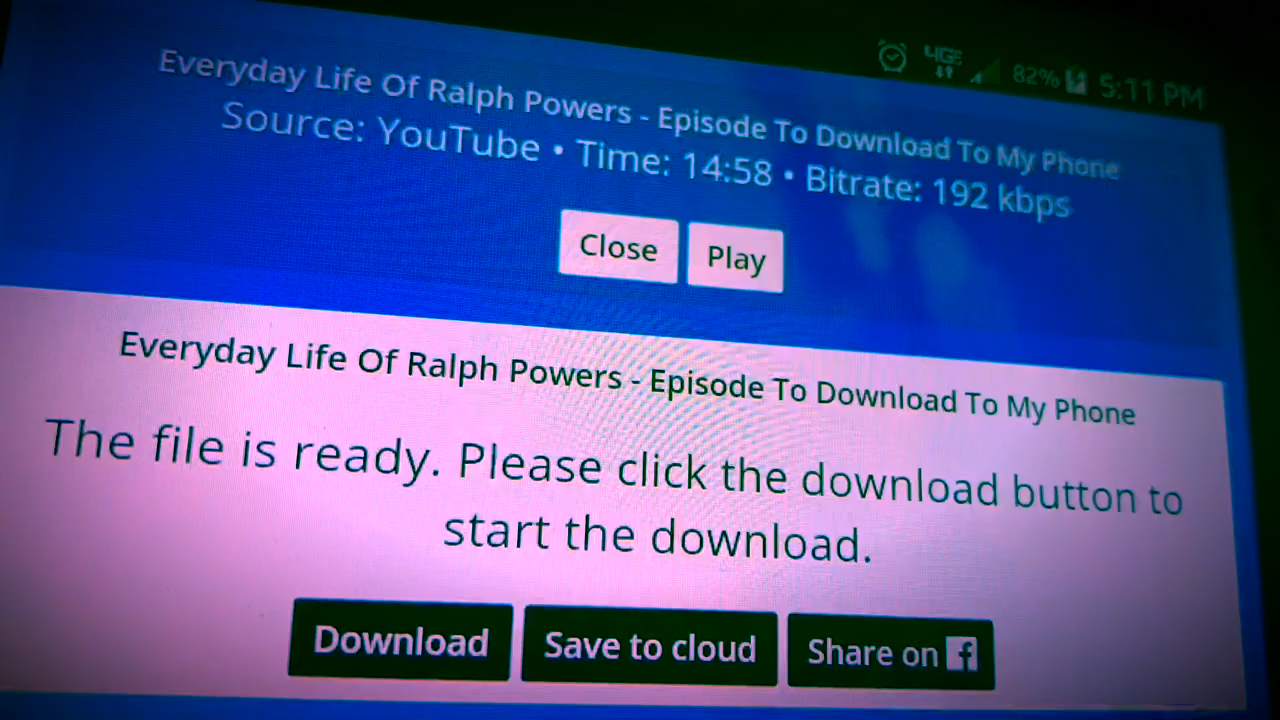 4GE 82% 5:11 PM
Everyday Life Of Ralph Powers - Episode To Download To My Phone
Source: YouTube • Time: 14:58 • Bitrate: 192 kbps
Close Play
Everyday Life Of Ralph Powers - Episode To Download To My Phone
The file is ready. Please click the download button to
start the download.
Download Save to cloud Share on f